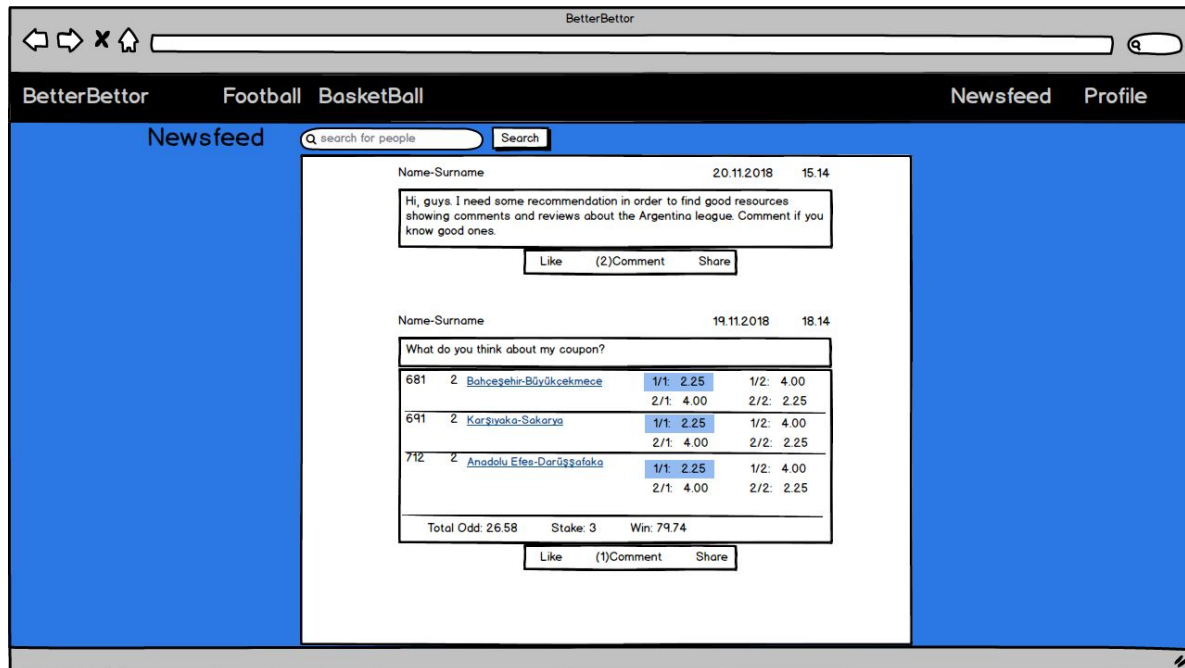 BetterBettor
BetterBettor Football BasketBall Newsfeed Profile
Newsfeed search for people Search
Name-Surname 20.11.2018 15.14
Hi, guys. I need some recommendation in order to find good resources
showing comments and reviews about the Argentina league. Comment if you
know good ones.
Like (2)Comment Share
Name-Surname 19.11.2018 18.14
What do you think about my coupon?
681 2 Bahçeşehir-Büyükçekmece 1/1: 2.25 1/2: 4.00
2/1: 4.00 2/2: 2.25
691 2 Karşıyaka-Sakarya 1/1: 2.25 1/2: 4.00
2/1: 4.00 2/2: 2.25
712 2 Anadolu Efes-Darüşşafaka 1/1: 2.25 1/2: 4.00
2/1: 4.00 2/2: 2.25
Total Odd: 26.58 Stake: 3 Win: 79.74
Like (1)Comment Share